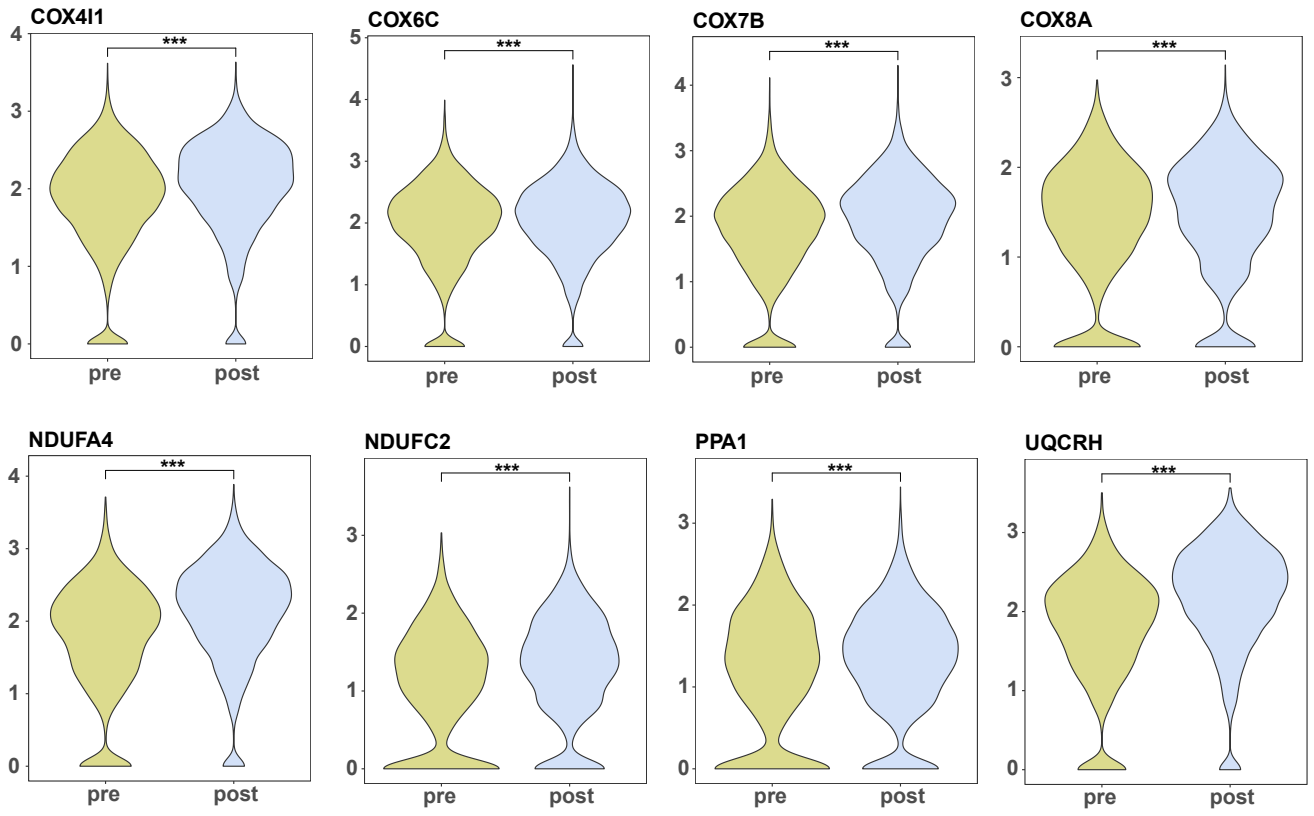 COX4I1
4
3
2
1
0
***
pre post
COX6C
5
4
3
2
1
0
***
pre post
COX7B
4
3
2
1
0
***
pre post
COX8A
3
2
1
0
***
pre post
NDUFA4
4
3
2
1
0
***
pre post
NDUFC2
3
2
1
0
***
pre post
PPA1
3
2
1
0
***
pre post
UQCRH
3
2
1
0
***
pre post